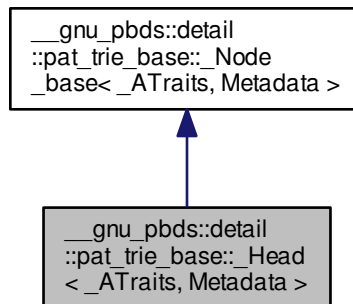 __gnu_pbds::detail
::pat_trie_base::_Node
_base< _ATraits, Metadata >
__gnu_pbds::detail
::pat_trie_base::_Head
< _ATraits, Metadata >